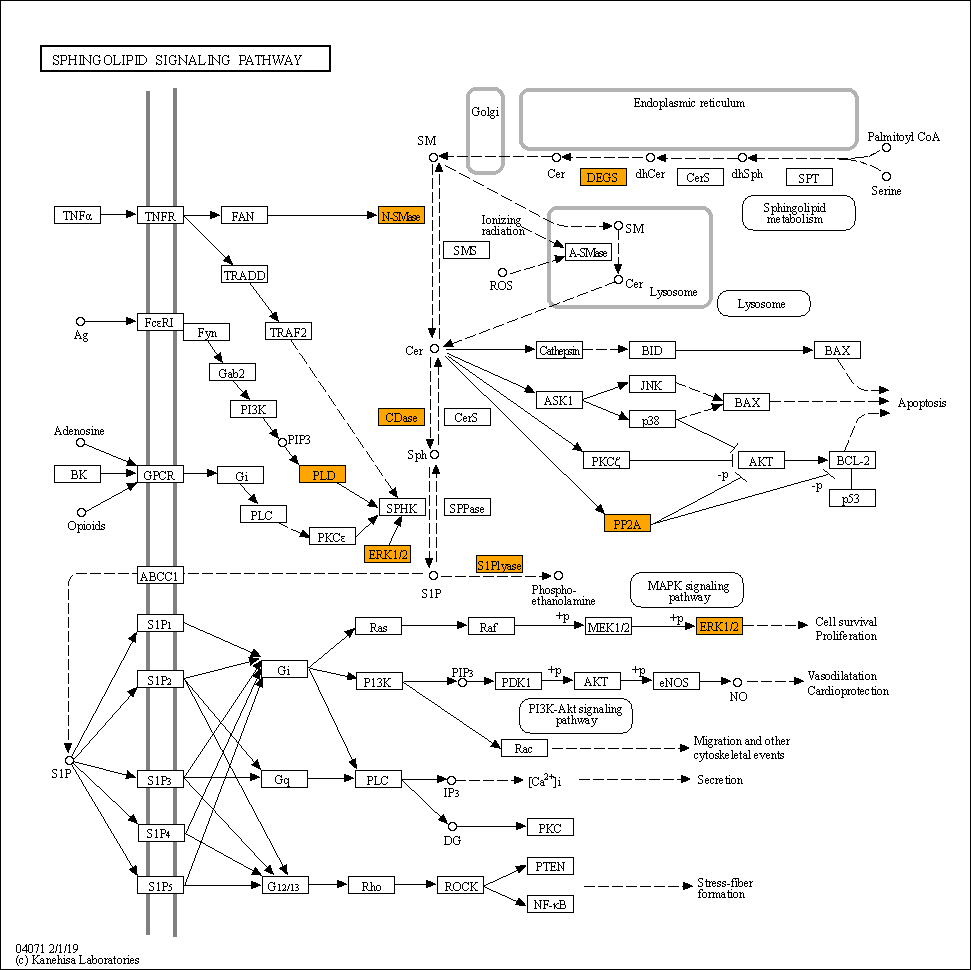 SPHINGOLIPID SIGNALING PATHWAY
Golgi
Endoplasmic reticulum
SM
Palmitoyl CoA
Cer
DEGS
dhCer
CerS
dhSph
SPT
Serine
Sphingolipid
metabolism
TNFα
TNFR
FAN
N-SMase
Ionizing
radiation
SM
SMS
A-SMase
TRADD
ROS
Cer
Lysosome
Lysosome
FcεRI
Fyn
TRAF2
Ag
Cer
Cathepsin
BID
BAX
Gab2
JNK
ASK1
BAX
Apoptosis
PI3K
CDase
CerS
p38
Adenosine
PIP3
Sph
PKCζ
AKT
BCL-2
BK
GPCR
Gi
PLD
-p
-p
p53
PLC
SPHK
SPPase
Opioids
PP2A
PKCε
ERK1/2
S1Plyase
ABCC1
S1P
Phospho-
ethanolamine
MAPK signaling
pathway
S1P1
Ras
Raf
+p
MEK1/2
+p
ERK1/2
Cell survival
Proliferation
Gi
S1P2
P13K
PIP3
PDK1
+p
AKT
+p
eNOS
NO
Vasodilatation
Cardioprotection
PI3K-Akt signaling
pathway
Rac
Migration and other
cytoskeletal events
S1P
S1P3
Gq
PLC
IP3
[Ca2+]i
Secretion
S1P4
DG
PKC
PTEN
S1P5
G12/13
Rho
ROCK
Stress-fiber
formation
NF-κB
04071 2/1/19
(c) Kanehisa Laboratories